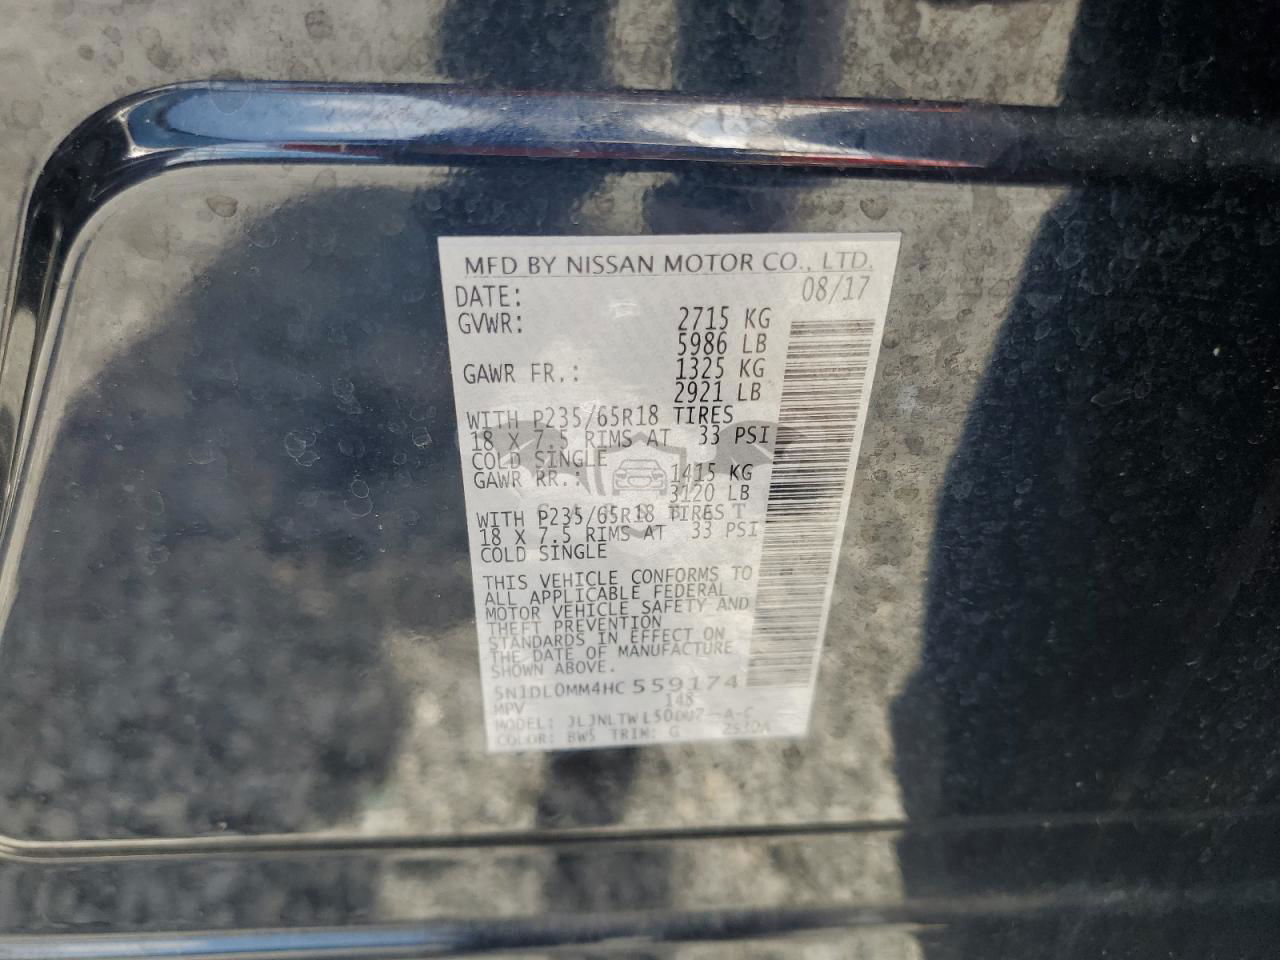 MFD BY NISSAN MOTOR CO., LTD.
DATE: 08/17
GVWR: 2715 KG
5986 LB
GAWR FR.: 1325 KG
2921 LB
WITH P235/65R18 TIRES
18 X 7.5 RIMS AT 33 PSI
COLD SINGLE
GAWR RR.: 1415 KG
3120 LB
WITH P235/65R18 TIRES
18 X 7.5 RIMS AT 33 PSI
COLD SINGLE
THIS VEHICLE CONFORMS TO
ALL APPLICABLE FEDERAL
MOTOR VEHICLE SAFETY AND
THEFT PREVENTION
STANDARDS IN EFFECT ON
THE DATE OF MANUFACTURE
SHOWN ABOVE.
5N1DL0MM4HC559174
MPV 148
MODEL:
COLOR: BW5 TRIM: G